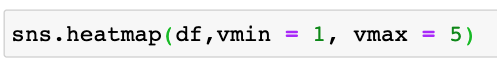 sns.heatmap(df,vmin = 1, vmax = 5)